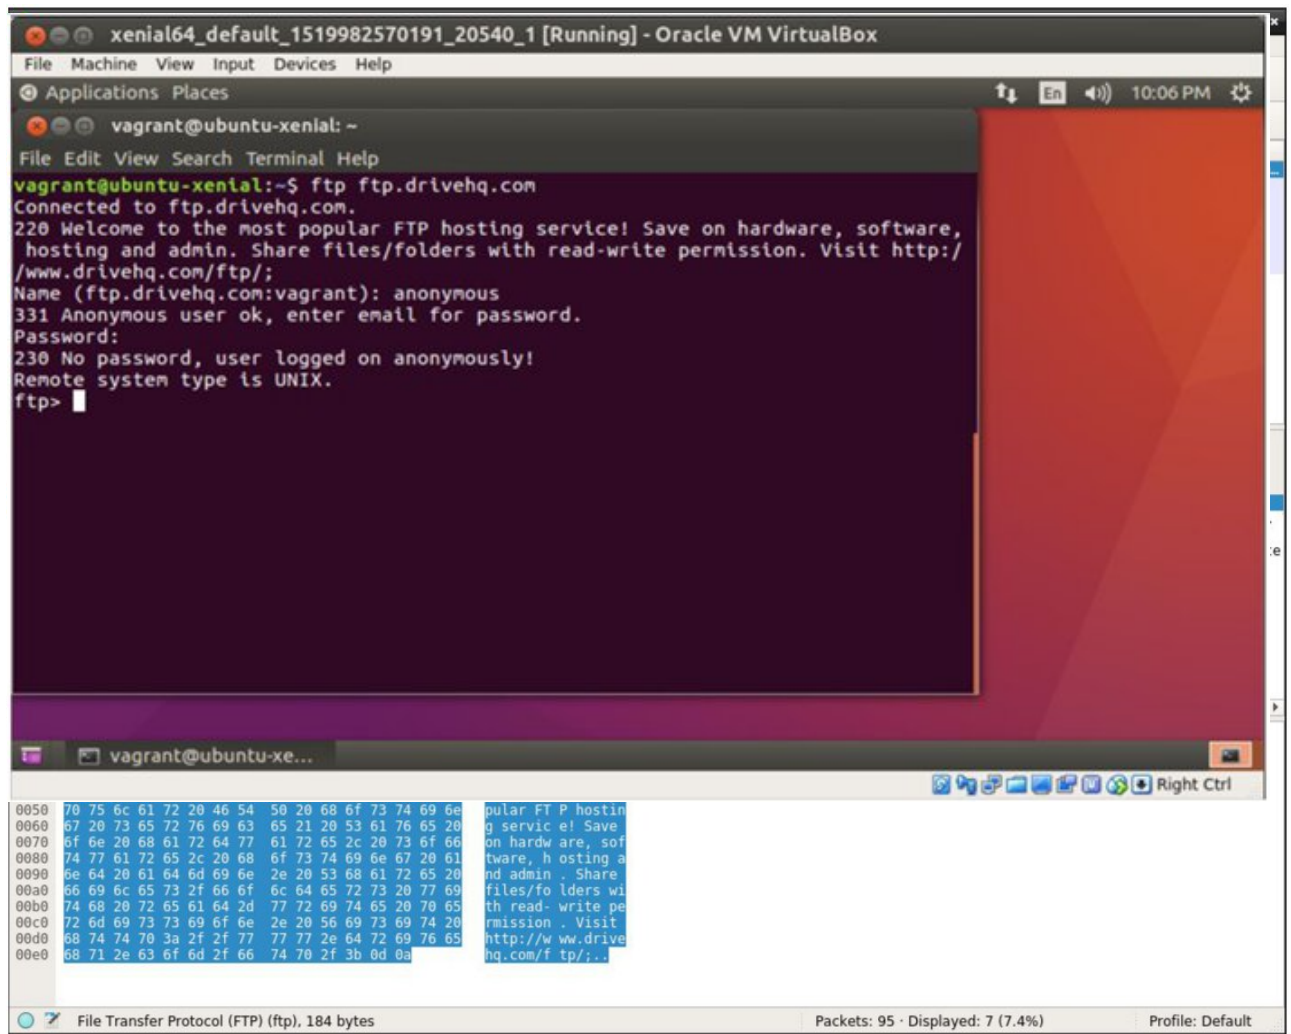 xenial64_default_1519982570191_20540_1 [Running] - Oracle VM VirtualBox
File Machine View Input Devices Help
Applications Places En 10:06 PM
vagrant@ubuntu-xenial: ~
File Edit View Search Terminal Help
vagrant@ubuntu-xenial:~$ ftp ftp.drivehq.com
Connected to ftp.drivehq.com.
220 Welcome to the most popular FTP hosting service! Save on hardware, software,
hosting and admin. Share files/folders with read-write permission. Visit http:/
/www.drivehq.com/ftp/;
Name (ftp.drivehq.com:vagrant): anonymous
331 Anonymous user ok, enter email for password.
Password:
230 No password, user logged on anonymously!
Remote system type is UNIX.
ftp>
vagrant@ubuntu-xe...
Right Ctrl
0050 70 75 6c 61 72 20 46 54 50 20 68 6f 73 74 69 6e pular FT P hostin
0060 67 20 73 65 72 76 69 63 65 21 20 53 61 76 65 20 g servic e! Save
0070 6f 6e 20 68 61 72 64 77 61 72 65 2c 20 73 6f 66 on hardw are, sof
0080 74 77 61 72 65 2c 20 68 6f 73 74 69 6e 67 20 61 tware, h osting a
0090 6e 64 20 61 64 6d 69 6e 2e 20 53 68 61 72 65 20 nd admin . Share
00a0 66 69 6c 65 73 2f 66 6f 6c 64 65 72 73 20 77 69 files/fo lders wi
00b0 74 68 20 72 65 61 64 2d 77 72 69 74 65 20 70 65 th read- write pe
00c0 72 6d 69 73 73 69 6f 6e 2e 20 56 69 73 69 74 20 rmission . Visit
00d0 68 74 74 70 3a 2f 2f 77 77 77 2e 64 72 69 76 65 http://w ww.drive
00e0 68 71 2e 63 6f 6d 2f 66 74 70 2f 3b 0d 0a hq.com/f tp/;..
File Transfer Protocol (FTP) (ftp), 184 bytes Packets: 95 · Displayed: 7 (7.4%) Profile: Default